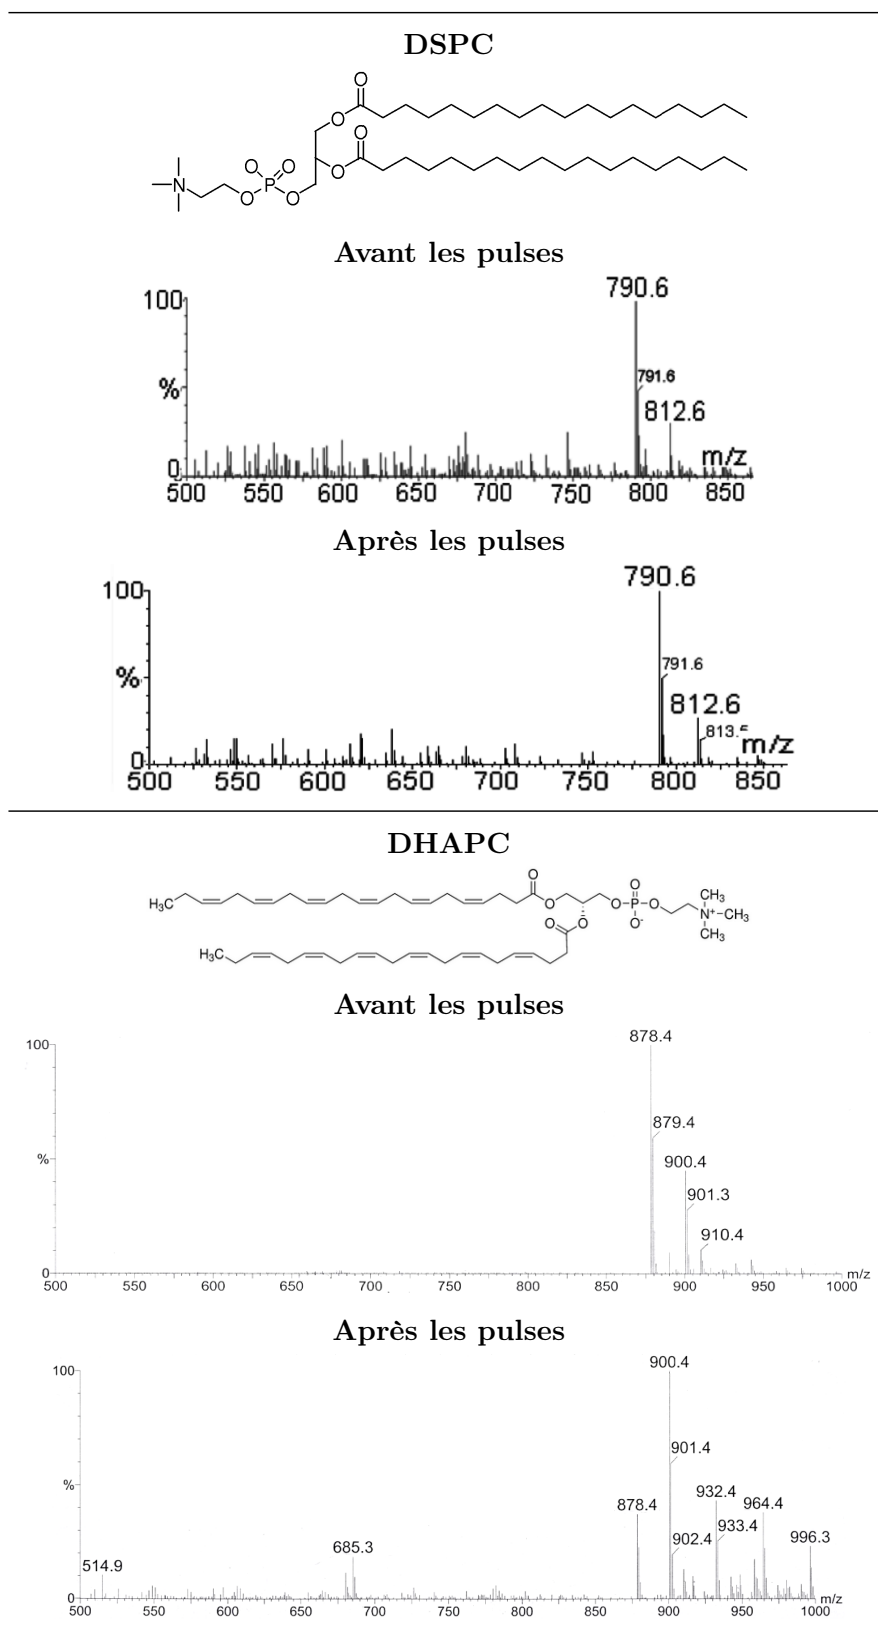 DSPC
O
O
O
O
N
O
O
P
O
O
Avant les pulses
790.6
100
791.6
%
812.6
m/z
0
500 550 600 650 700 750 800 850
Après les pulses
790.6
100
791.6
%
812.6
813.5
m/z
0
500 550 600 650 700 750 800 850
DHAPC
H₃C
O
O
O
O
P
O
O⁻
N⁺
CH₃
CH₃
CH₃
O
O
H₃C
Avant les pulses
878.4
100
879.4
%
900.4
901.3
910.4
0
500 550 600 650 700 750 800 850 900 950 1000
m/z
Après les pulses
900.4
100
901.4
%
932.4
878.4
964.4
933.4
902.4
996.3
685.3
514.9
0
500 550 600 650 700 750 800 850 900 950 1000
m/z